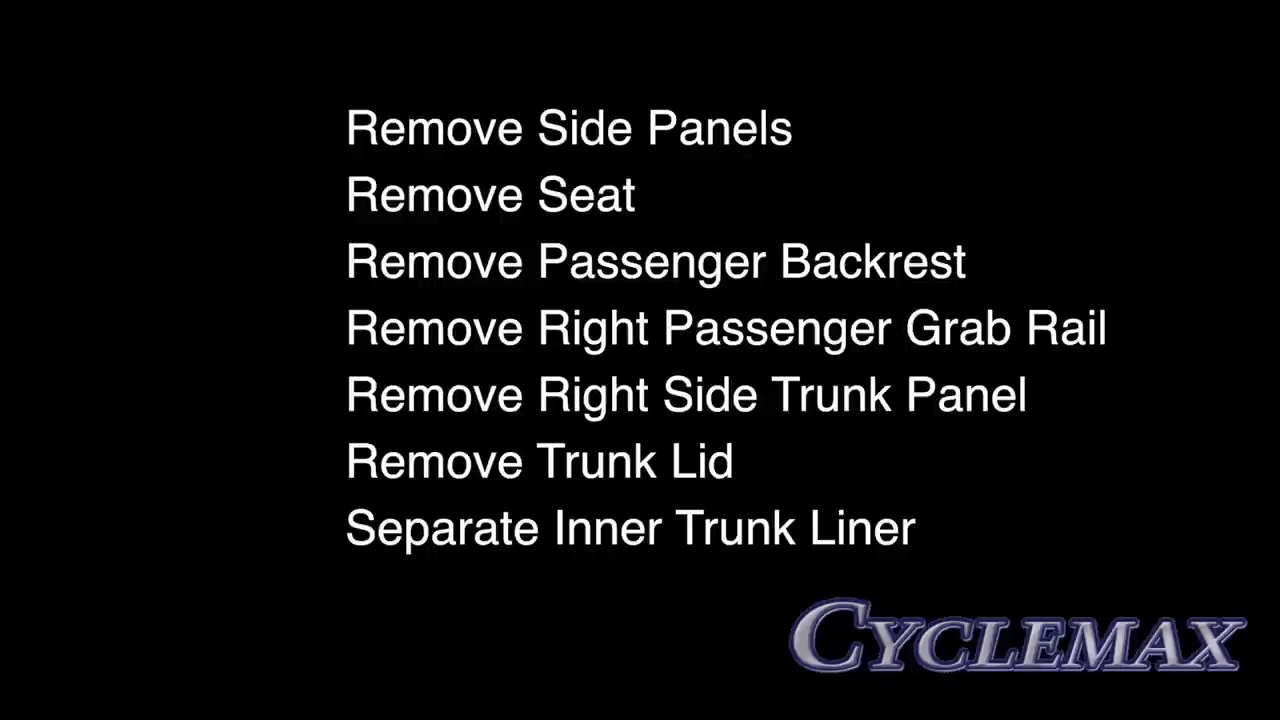 Remove Side Panels
Remove Seat
Remove Passenger Backrest
Remove Right Passenger Grab Rail
Remove Right Side Trunk Panel
Remove Trunk Lid
Separate Inner Trunk Liner
CYCLEMAX